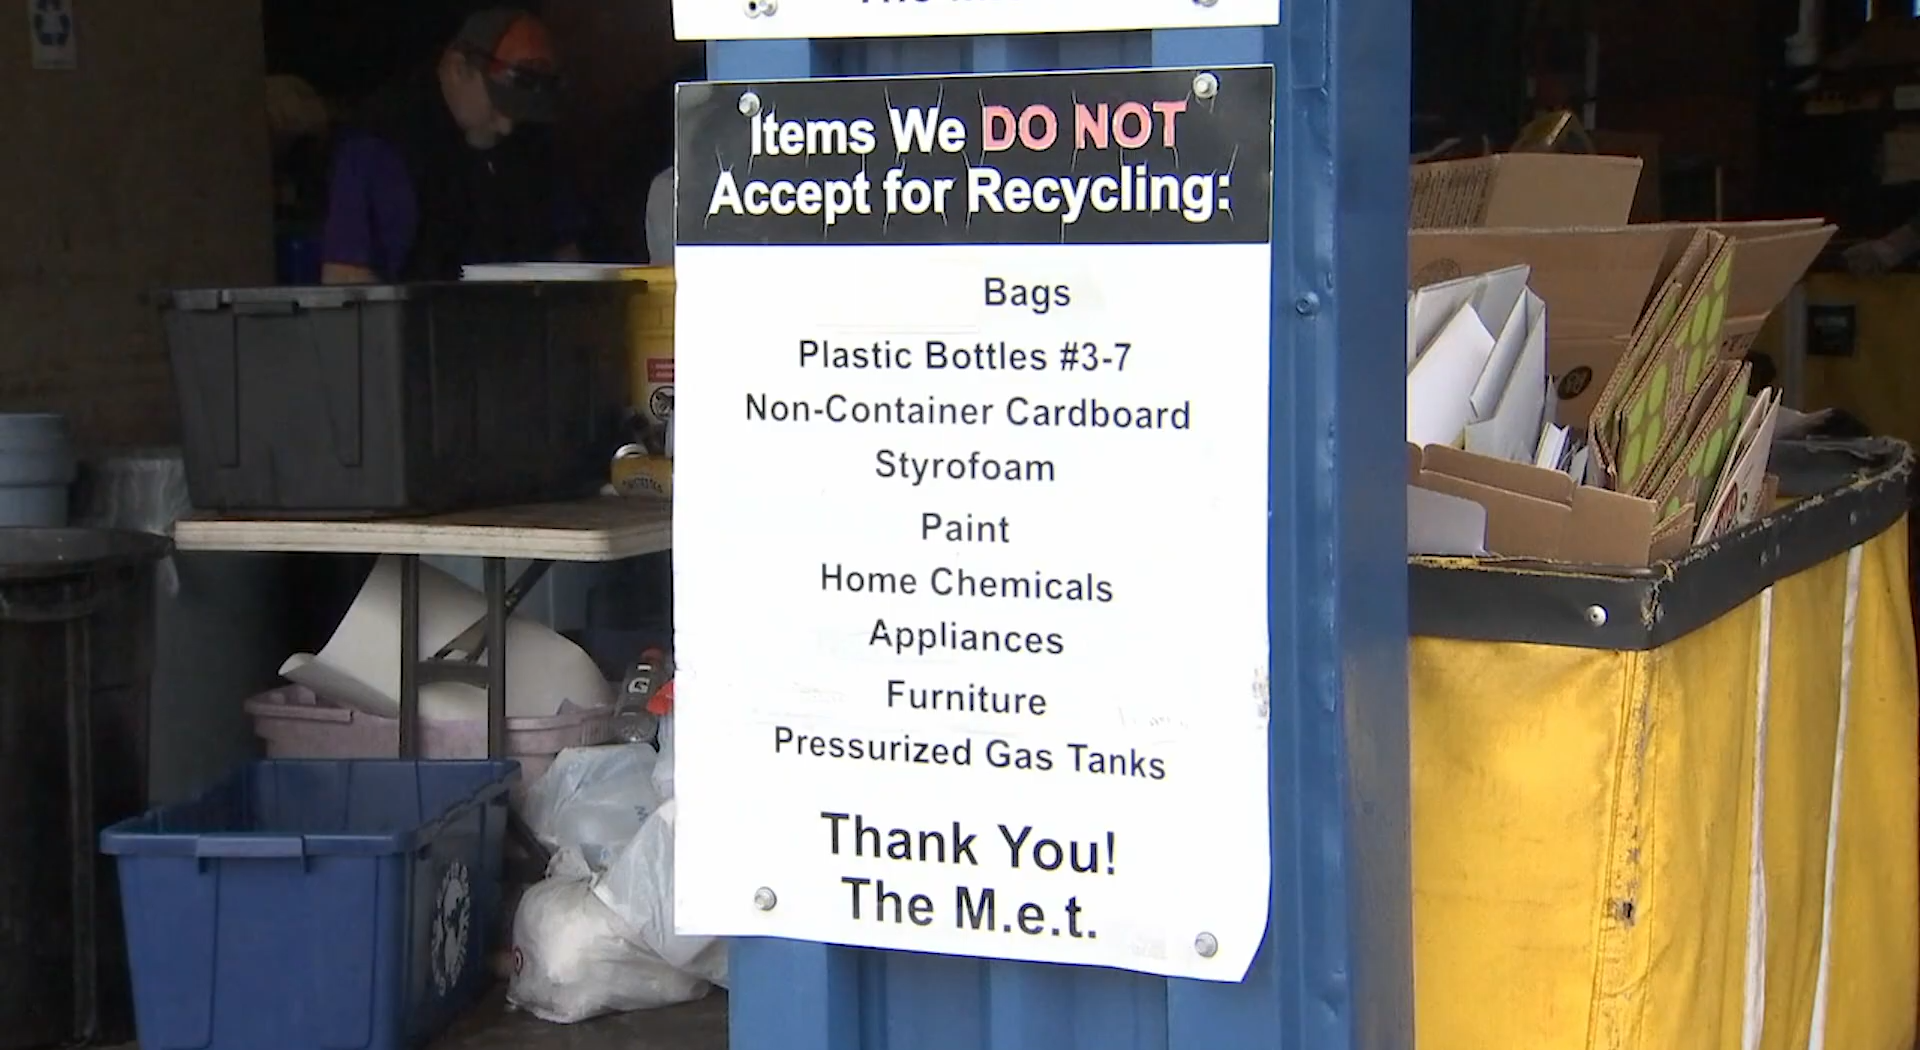 Items We DO NOT
Accept for Recycling:
Bags
Plastic Bottles #3-7
Non-Container Cardboard
Styrofoam
Paint
Home Chemicals
Appliances
Furniture
Pressurized Gas Tanks
Thank You!
The M.e.t.